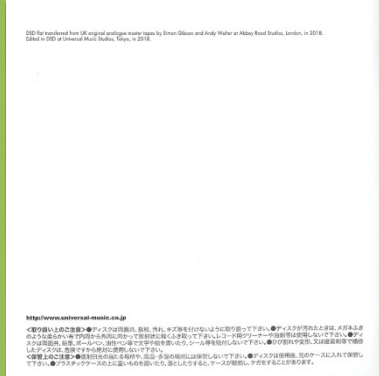 DSD flat transferred from UK original analogue master tapes by Simon Gibson and Andy Walter at Abbey Road Studios, London, in 2018.
Edited in DSD at Universal Music Studios, Tokyo, in 2018.
http://www.universal-music.co.jp
<取り扱い上のご注意>●ディスクは両面共、指紋、汚れ、キズ等を付けないように取り扱って下さい。●ディスクが汚れたときは、メガネふき
のような柔らかい布で内周から外周に向かって放射状に軽くふき取って下さい。レコード用クリーナーや溶剤等は使用しないで下さい。●ディ
スクは両面共、鉛筆、ボールペン、油性ペン等で文字や絵を書いたり、シール等を貼付しないで下さい。●ひび割れや変形、又は接着剤等で補修
したディスクは、危険ですから絶対に使用しないで下さい。
<保管上のご注意>●直射日光の当たる場所や、高温・多湿の場所には保管しないで下さい。●ディスクは使用後、元のケースに入れて保管し
て下さい。●プラスチックケースの上に重いものを置いたり、落としたりすると、ケースが破損し、ケガをすることがあります。